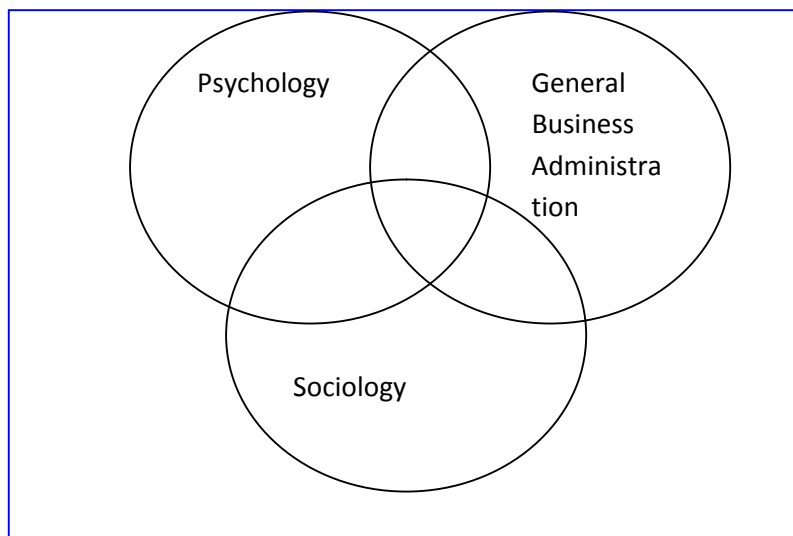 Psychology
General
Business
Administra
tion
Sociology